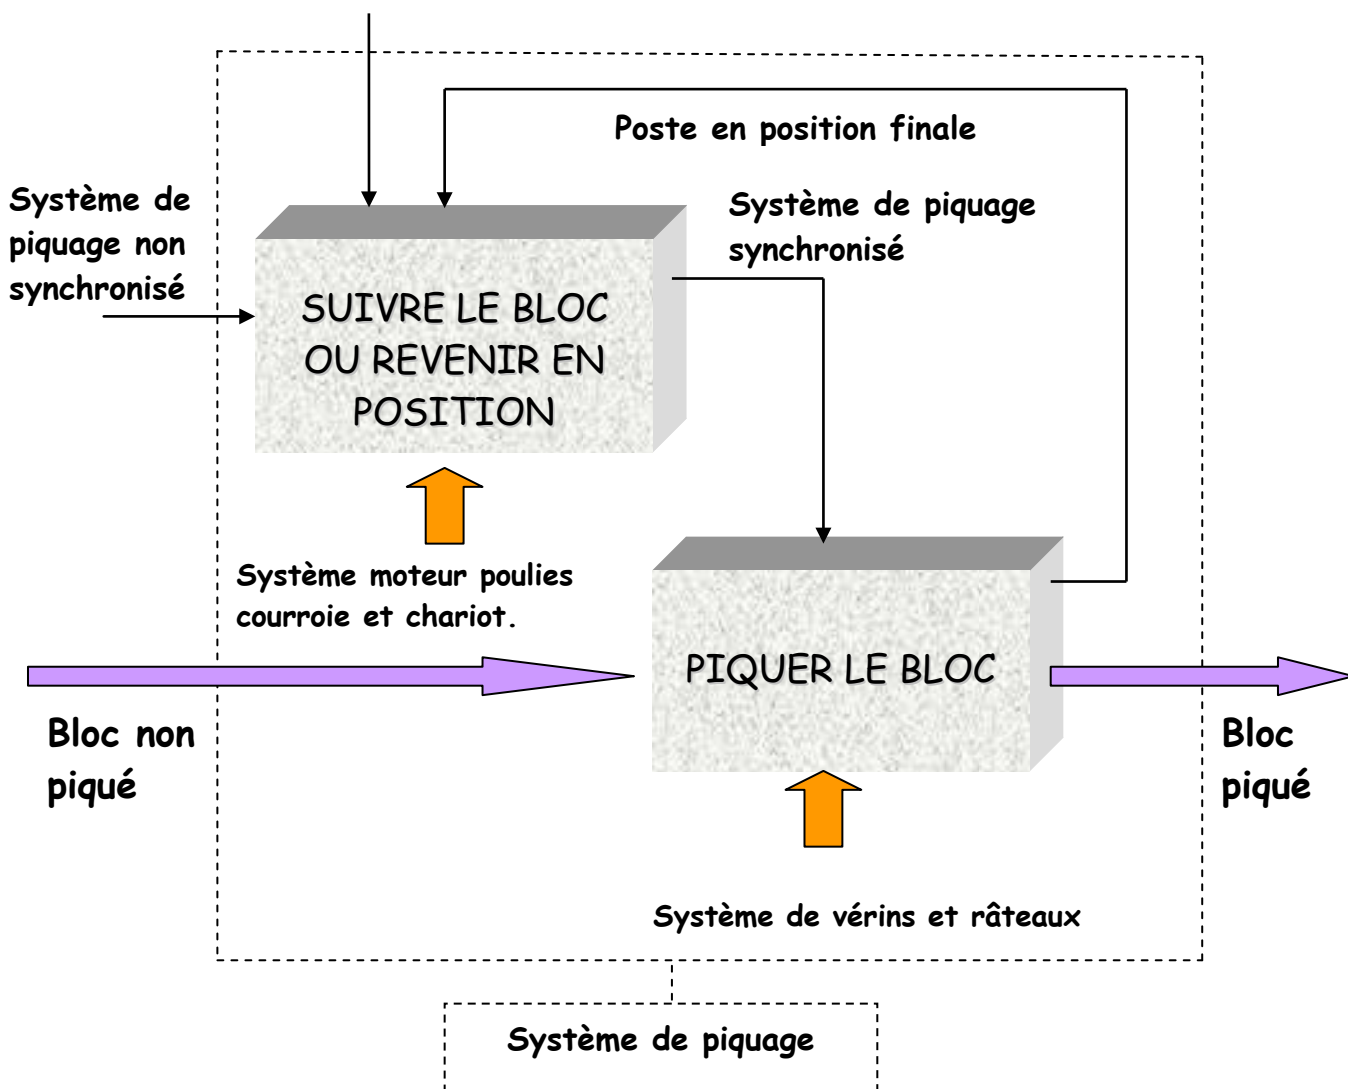 Poste en position finale
Système de
piquage non
synchronisé
Système de piquage
synchronisé
SUIVRE LE BLOC
OU REVENIR EN
POSITION
Système moteur poulies
courroie et chariot.
PIQUER LE BLOC
Bloc non
piqué
Bloc
piqué
Système de vérins et râteaux
Système de piquage